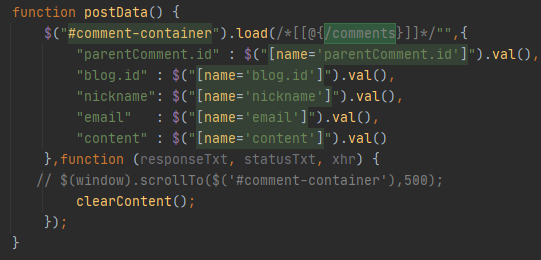 function postData() {
$("#comment-container").load(/*[[@{/comments}]]*/"",{
"parentComment.id" : $("[name='parentComment.id']").val(),
"blog.id" : $("[name='blog.id']").val(),
"nickname": $("[name='nickname']").val(),
"email"   : $("[name='email']").val(),
"content" : $("[name='content']").val()
},function (responseTxt, statusTxt, xhr) {
// $(window).scrollTo($('#comment-container'),500);
clearContent();
});
}